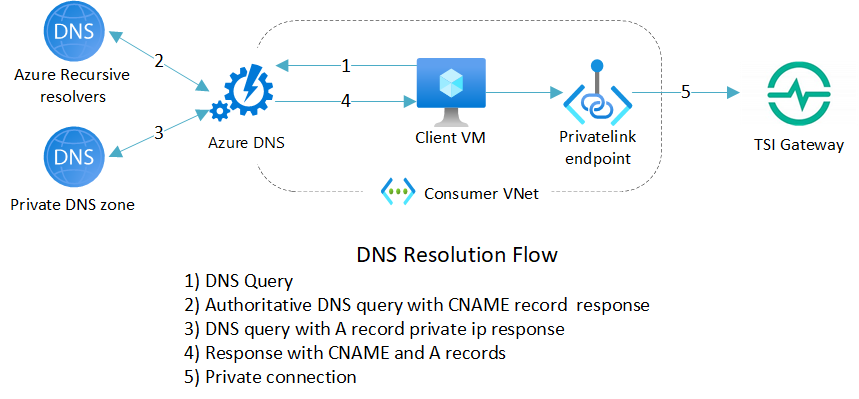 DNS
Azure Recursive
resolvers
2
3
DNS
Private DNS zone
Azure DNS
1
4
Client VM
Privatelink
endpoint
5
TSI Gateway
Consumer VNet
DNS Resolution Flow
1) DNS Query
2) Authoritative DNS query with CNAME record  response
3) DNS query with A record private ip response
4) Response with CNAME and A records
5) Private connection